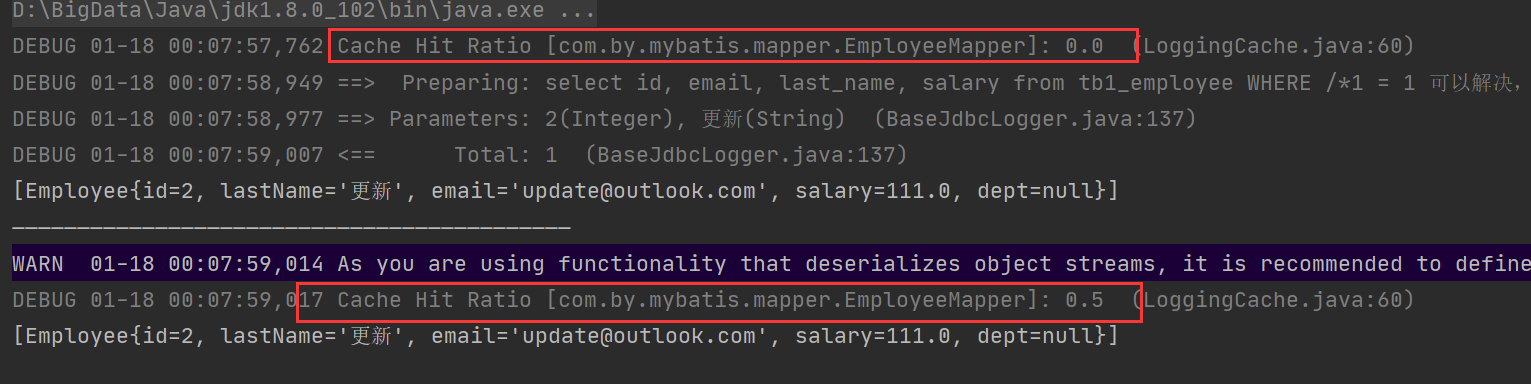 D:\BigData\Java\jdk1.8.0_102\bin\java.exe ...
DEBUG 01-18 00:07:57,762 Cache Hit Ratio [com.by.mybatis.mapper.EmployeeMapper]: 0.0  (LoggingCache.java:60)
DEBUG 01-18 00:07:58,949 ==>  Preparing: select id, email, last_name, salary from tb1_employee WHERE /*1 = 1 可以解决，
DEBUG 01-18 00:07:58,977 ==> Parameters: 2(Integer), 更新(String)  (BaseJdbcLogger.java:137)
DEBUG 01-18 00:07:59,007 <==      Total: 1  (BaseJdbcLogger.java:137)
[Employee{id=2, lastName='更新', email='update@outlook.com', salary=111.0, dept=null}]
———————————————————————————————————————————
WARN  01-18 00:07:59,014 As you are using functionality that deserializes object streams, it is recommended to define
DEBUG 01-18 00:07:59,017 Cache Hit Ratio [com.by.mybatis.mapper.EmployeeMapper]: 0.5  (LoggingCache.java:60)
[Employee{id=2, lastName='更新', email='update@outlook.com', salary=111.0, dept=null}]